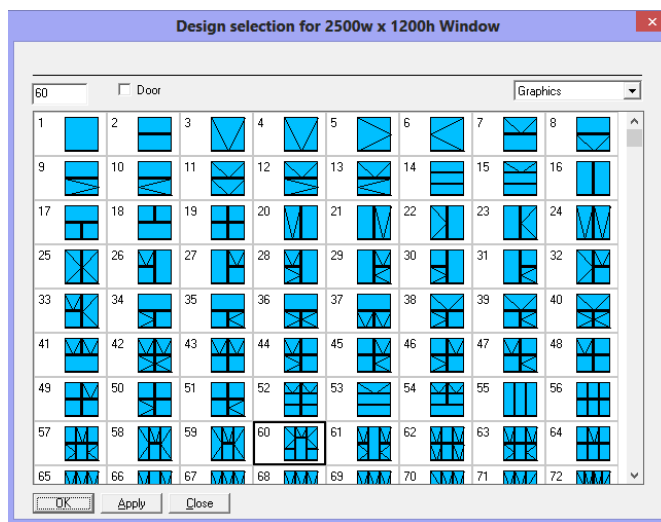 Design selection for 2500w x 1200h Window
60 Door Graphics
1 2 3 4 5 6 7 8
9 10 11 12 13 14 15 16
17 18 19 20 21 22 23 24
25 26 27 28 29 30 31 32
33 34 35 36 37 38 39 40
41 42 43 44 45 46 47 48
49 50 51 52 53 54 55 56
57 58 59 60 61 62 63 64
65 66 67 68 69 70 71 72
OK Apply Close